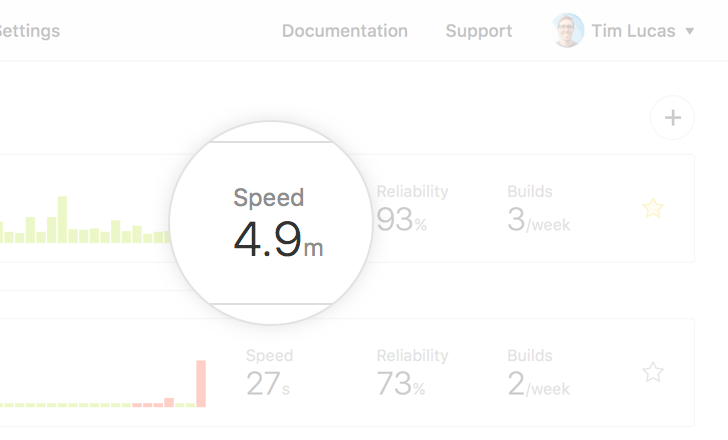 Settings Documentation Support Tim Lucas
Speed Reliability Builds
4.9m 93% 3/week
Speed Reliability Builds
27s 73% 2/week